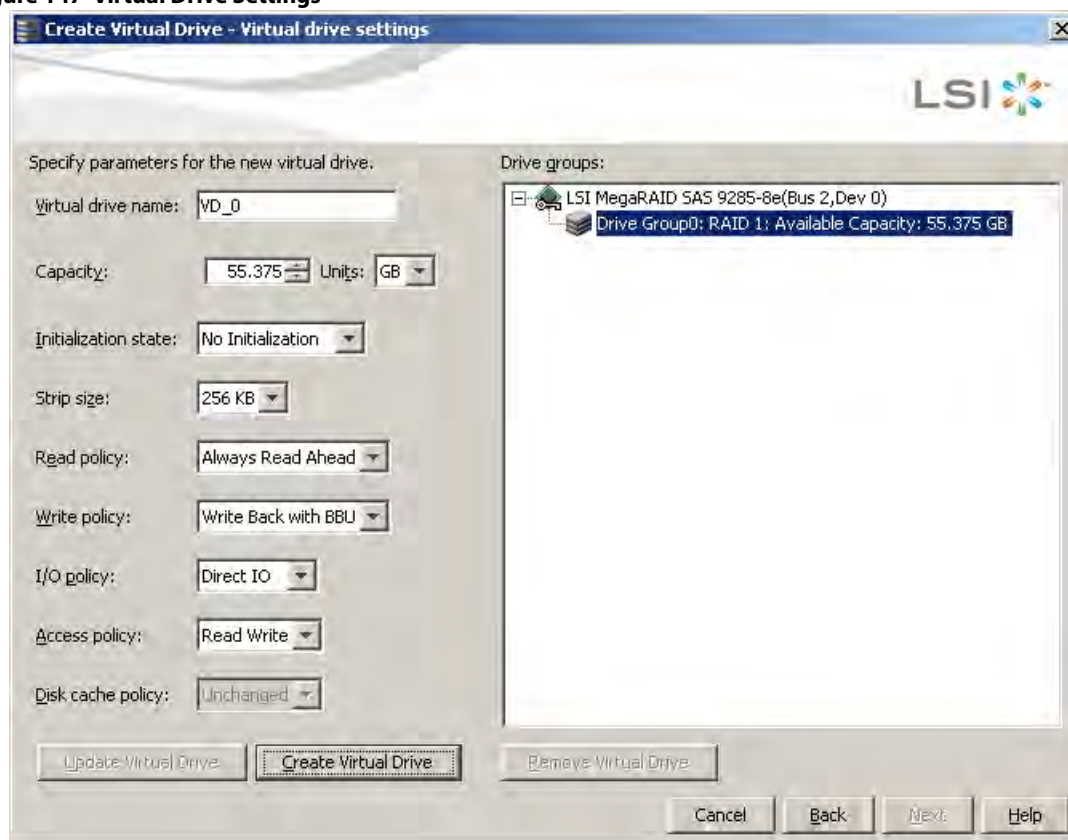 Virtual Drive Settings
Create Virtual Drive - Virtual drive settings
LSI
Specify parameters for the new virtual drive.
Virtual drive name: VD_0
Capacity: 55.375 Units: GB
Initialization state: No Initialization
Strip size: 256 KB
Read policy: Always Read Ahead
Write policy: Write Back with BBU
I/O policy: Direct IO
Access policy: Read Write
Disk cache policy: Unchanged
Update Virtual Drive
Create Virtual Drive
Drive groups:
LSI MegaRAID SAS 9285-8e(Bus 2,Dev 0)
Drive Group0: RAID 1: Available Capacity: 55.375 GB
Remove Virtual Drive
Cancel
Back
Next
Help